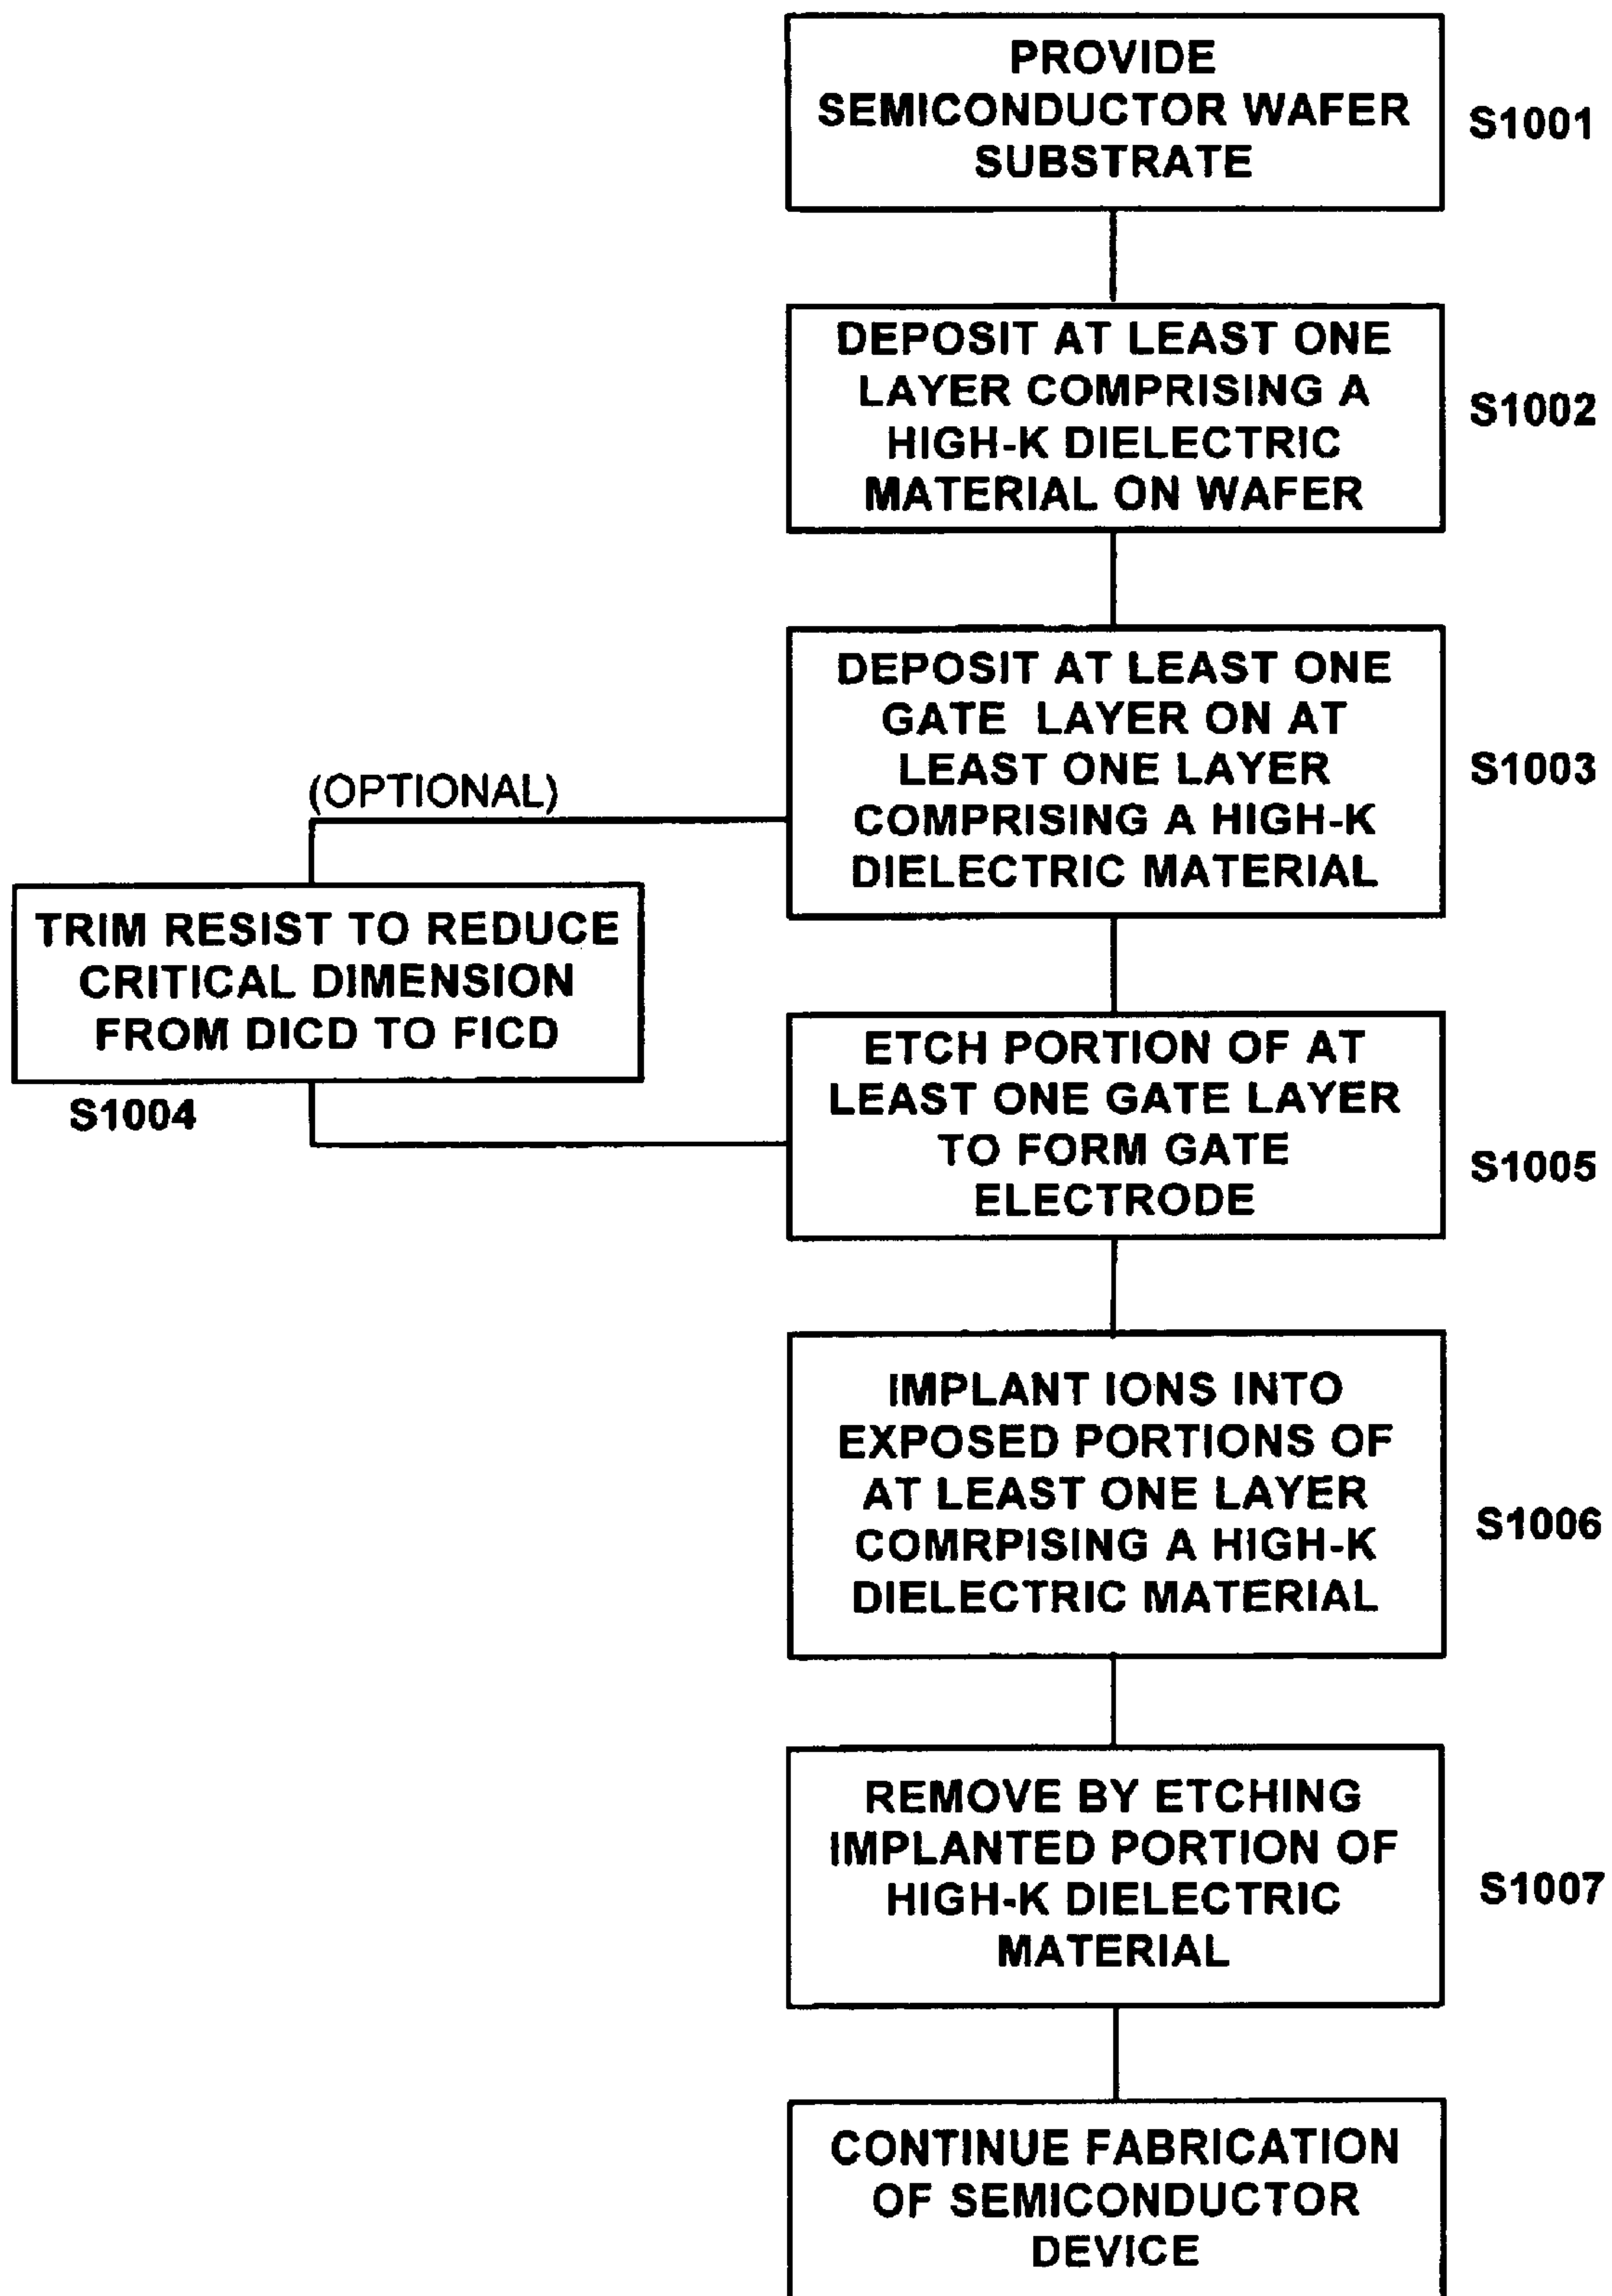 PROVIDE
SEMICONDUCTOR WAFER
SUBSTRATE
S1001
DEPOSIT AT LEAST ONE
LAYER COMPRISING A
HIGH-K DIELECTRIC
MATERIAL ON WAFER
S1002
DEPOSIT AT LEAST ONE
GATE LAYER ON AT
LEAST ONE LAYER
COMPRISING A HIGH-K
DIELECTRIC MATERIAL
S1003
(OPTIONAL)
TRIM RESIST TO REDUCE
CRITICAL DIMENSION
FROM DICD TO FICD
S1004
ETCH PORTION OF AT
LEAST ONE GATE LAYER
TO FORM GATE
ELECTRODE
S1005
IMPLANT IONS INTO
EXPOSED PORTIONS OF
AT LEAST ONE LAYER
COMRPISING A HIGH-K
DIELECTRIC MATERIAL
S1006
REMOVE BY ETCHING
IMPLANTED PORTION OF
HIGH-K DIELECTRIC
MATERIAL
S1007
CONTINUE FABRICATION
OF SEMICONDUCTOR
DEVICE